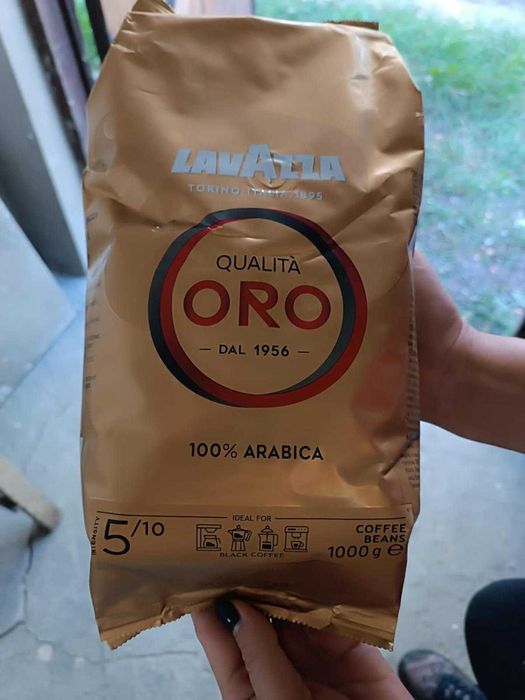 LAVAZZA
TORINO, ITALIA, 1895
QUALITÀ
ORO
DAL 1956
100% ARABICA
INTENSITY
5/10
IDEAL FOR
BLACK COFFEE
COFFEE
BEANS
1000 g e